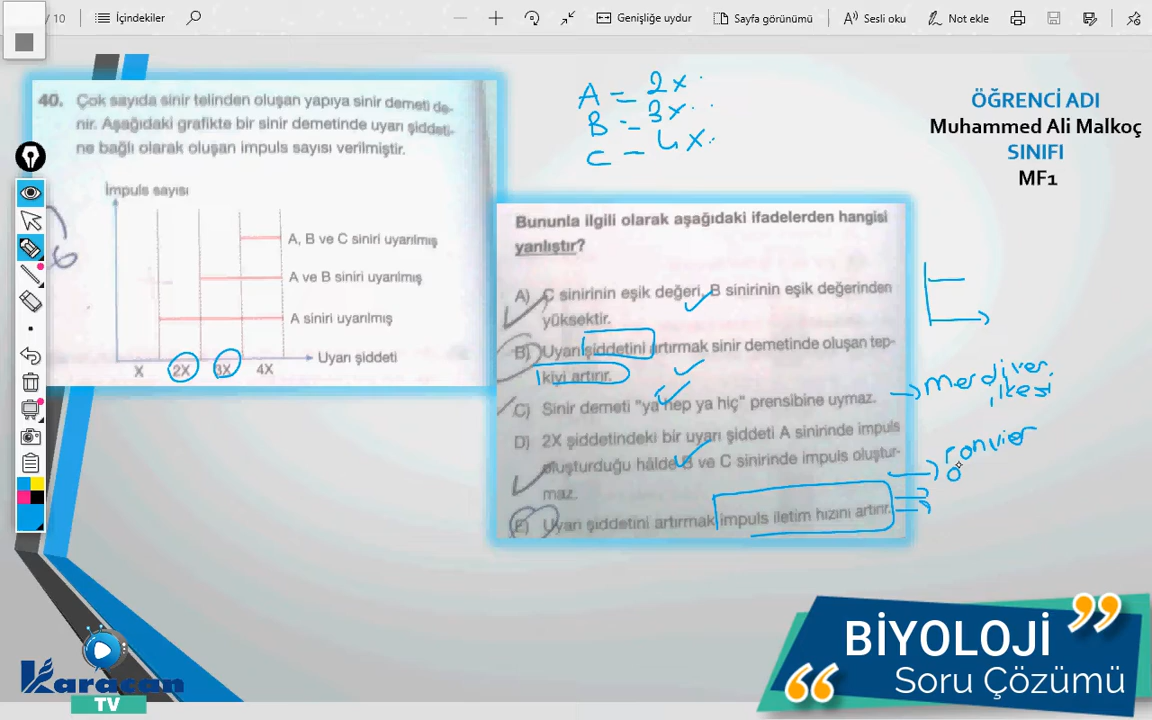 / 10
İçindekiler
Genişliğe uydur
Sayfa görünümü
A Sesli oku
Not ekle
40. Çok sayıda sinir telinden oluşan yapıya sinir demeti de-
nir. Aşağıdaki grafikte bir sinir demetinde uyarı şiddeti-
ne bağlı olarak oluşan impuls sayısı verilmiştir.
İmpuls sayısı
A, B ve C siniri uyarılmış
A ve B siniri uyarılmış
A siniri uyarılmış
Uyarı şiddeti
X 2X 3X 4X
6
A = 2x
B = 3x
C = 4x
Bununla ilgili olarak aşağıdaki ifadelerden hangisi
yanlıştır?
A) C sinirinin eşik değeri, B sinirinin eşik değerinden
yüksektir.
B) Uyarı şiddetini artırmak sinir demetinde oluşan tep-
kiyi artırır.
C) Sinir demeti "ya hep ya hiç" prensibine uymaz.
D) 2X şiddetindeki bir uyarı şiddeti A sinirinde impuls
oluşturduğu hâlde B ve C sinirinde impuls oluştur-
maz.
E) Uyarı şiddetini artırmak impuls iletim hızını artırır.
ilkesi
ranvier
ÖĞRENCİ ADI
Muhammed Ali Malkoç
SINIFI
MF1
BİYOLOJİ
Soru Çözümü
Karacan
TV